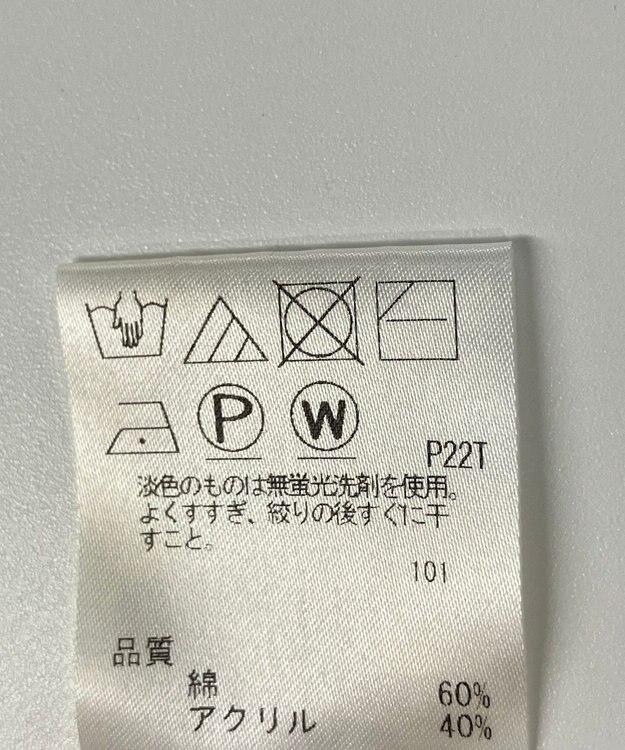 P W P22T
淡色のものは無蛍光洗剤を使用。
よくすすぎ、絞りの後すぐに干
すこと。
101
品質
綿 60%
アクリル 40%